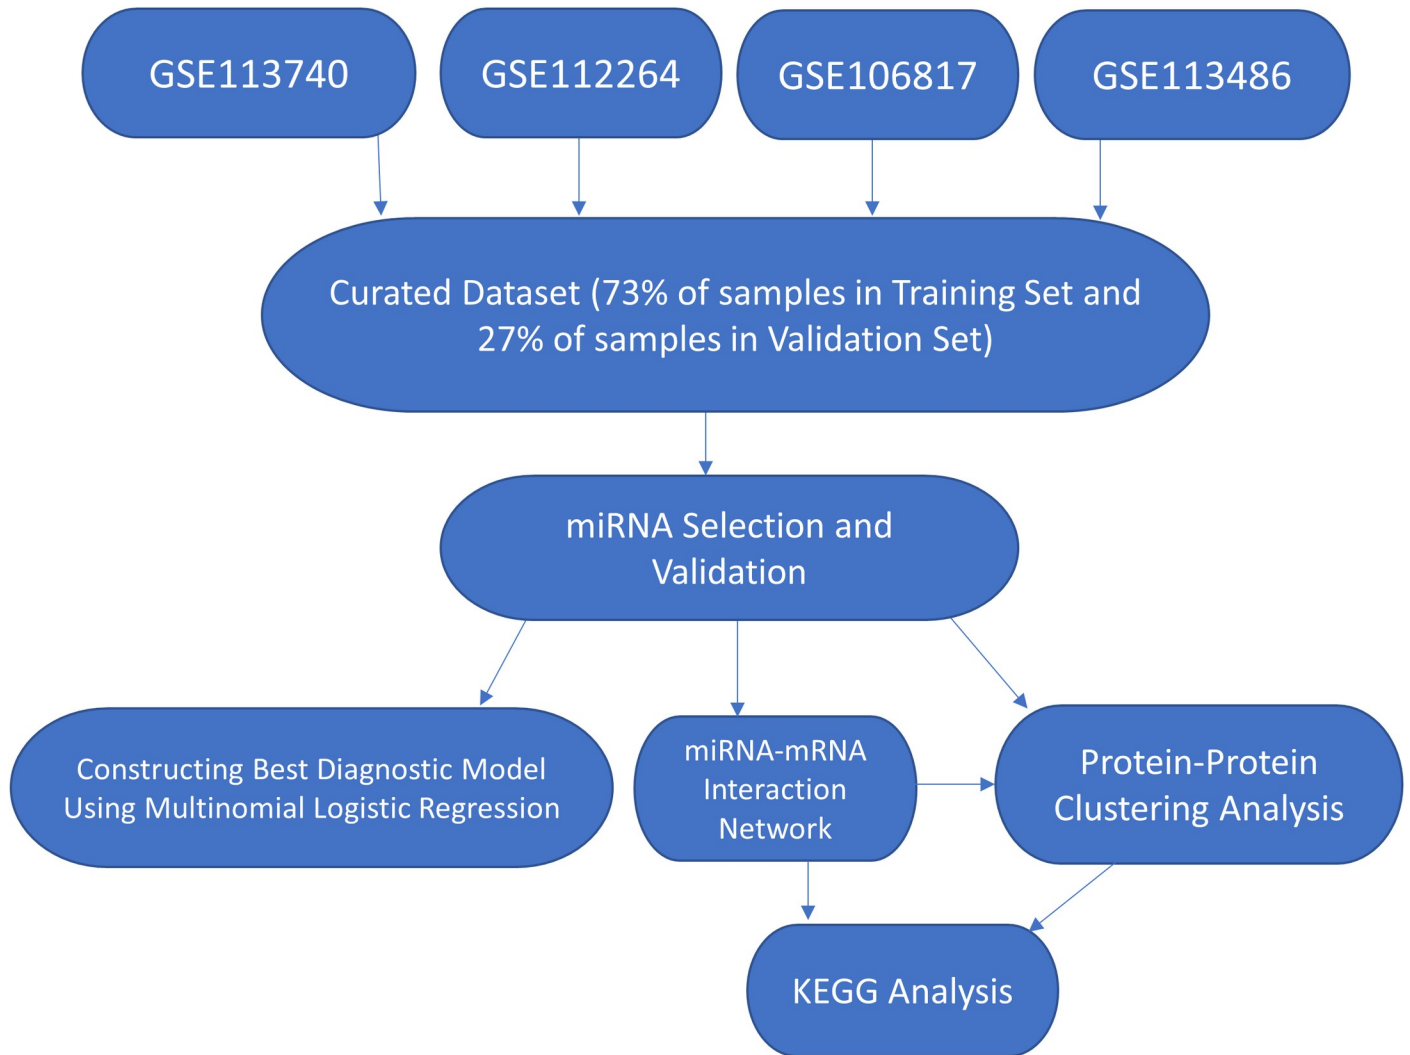 GSE113740
GSE112264
GSE106817
GSE113486
Curated Dataset (73% of samples in Training Set and
27% of samples in Validation Set)
miRNA Selection and
Validation
Constructing Best Diagnostic Model
Using Multinomial Logistic Regression
miRNA-mRNA
Interaction
Network
Protein-Protein
Clustering Analysis
KEGG Analysis